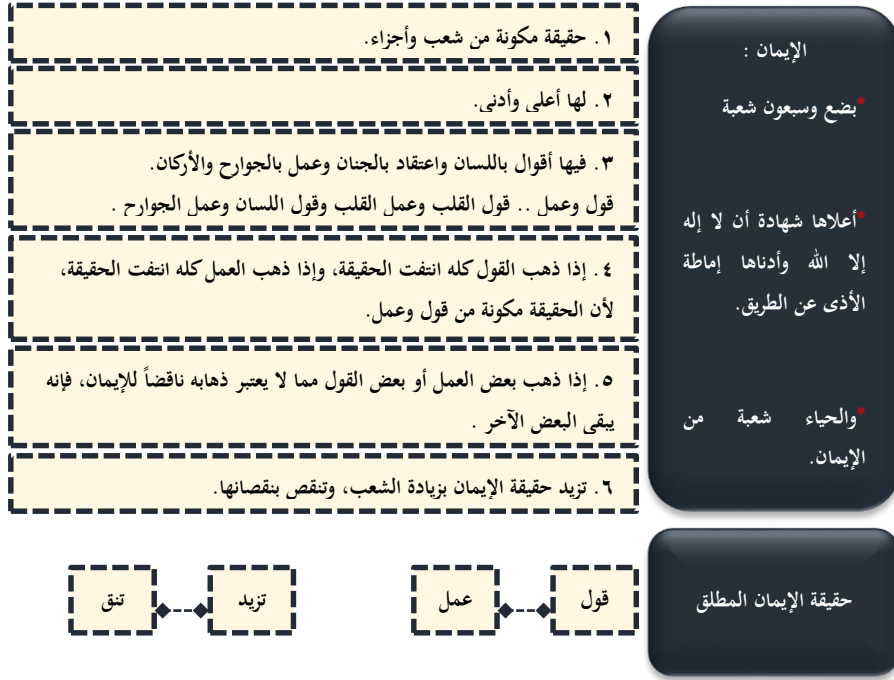 الإيمان :
*بضع وسبعون شعبة
*أعلاها شهادة أن لا إله
إلا الله وأدناها إماطة
الأذى عن الطريق.
*والحياء شعبة من
الإيمان.
١. حقيقة مكونة من شعب وأجزاء.
٢. لها أعلى وأدنى.
٣. فيها أقوال باللسان واعتقاد بالجنان وعمل بالجوارح والأركان.
قول وعمل .. قول القلب وعمل القلب وقول اللسان وعمل الجوارح .
٤. إذا ذهب القول كله انتفت الحقيقة، وإذا ذهب العمل كله انتفت الحقيقة،
لأن الحقيقة مكونة من قول وعمل.
٥. إذا ذهب بعض العمل أو بعض القول مما لا يعتبر ذهابه ناقضاً للإيمان، فإنه
يبقى البعض الآخر .
٦. تزيد حقيقة الإيمان بزيادة الشعب، وتنقص بنقصانها.
حقيقة الإيمان المطلق
قول
عمل
تزيد
تنق